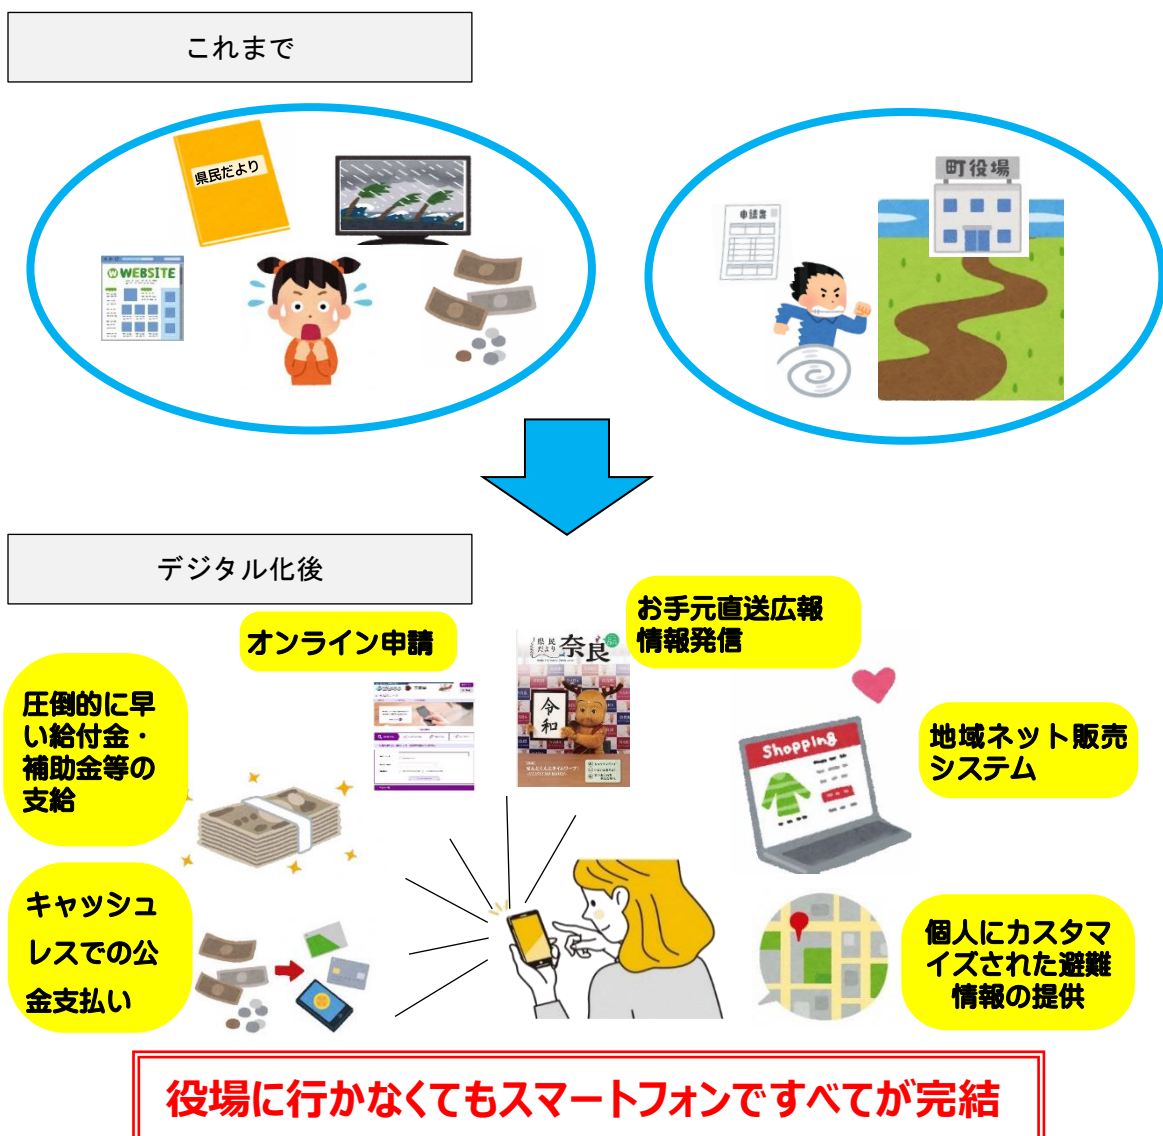 これまで
県民だより
WEBSITE
申請書
町役場
デジタル化後
オンライン申請
お手元直送広報
情報発信
圧倒的に早
い給付金・
補助金等の
支給
県民
だより
奈良
令
和
Shopping
地域ネット販売
システム
キャッシュ
レスでの公
金支払い
個人にカスタマ
イズされた避難
情報の提供
役場に行かなくてもスマートフォンですべてが完結